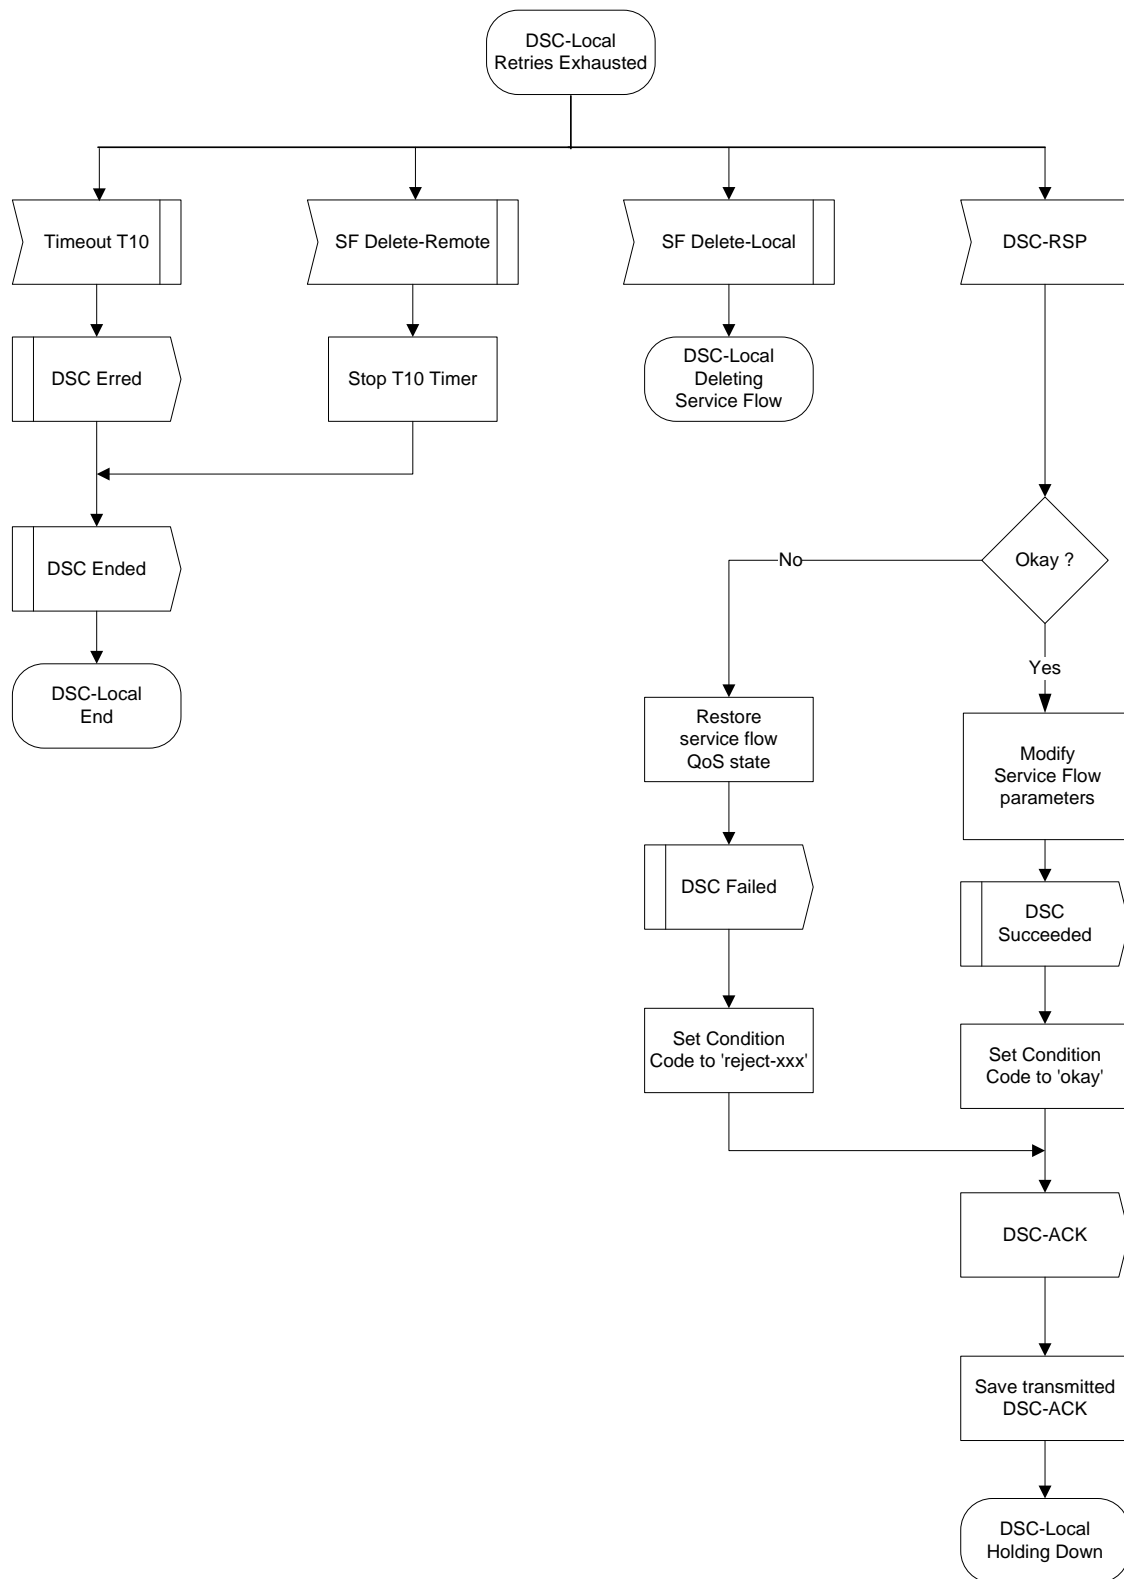 DSC-Local
Retries Exhausted
Timeout T10
SF Delete-Remote
SF Delete-Local
DSC-RSP
DSC Erred
Stop T10 Timer
DSC-Local
Deleting
Service Flow
DSC Ended
No
Okay ?
Yes
DSC-Local
End
Restore
service flow
QoS state
Modify
Service Flow
parameters
DSC Failed
DSC
Succeeded
Set Condition
Code to 'reject-xxx'
Set Condition
Code to 'okay'
DSC-ACK
Save transmitted
DSC-ACK
DSC-Local
Holding Down